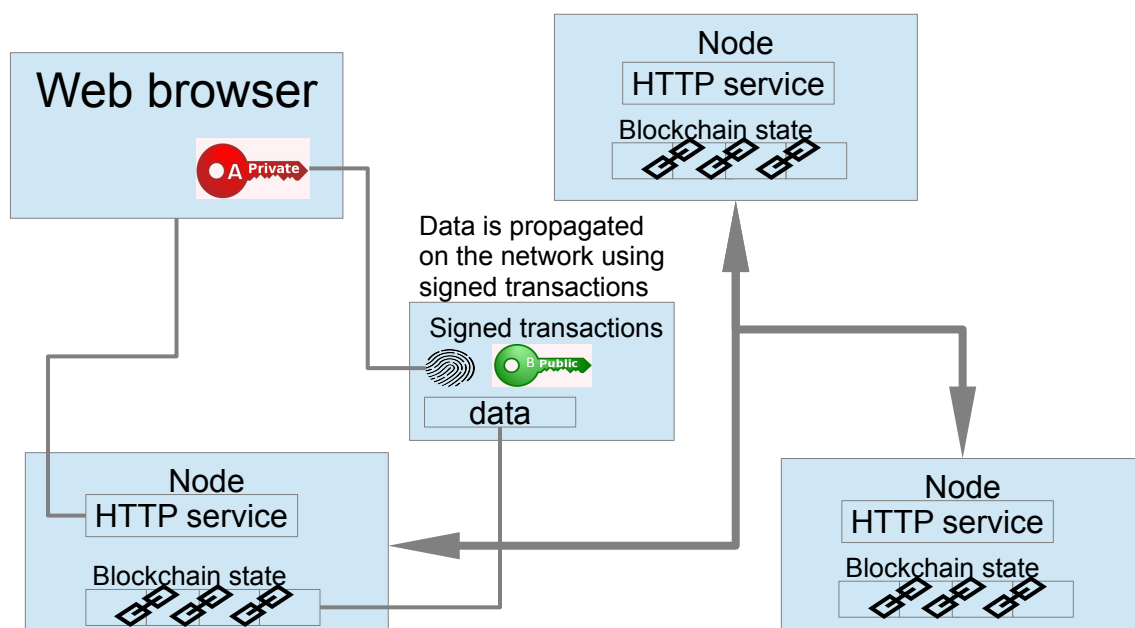 Web browser
A Private
Node
HTTP service
Blockchain state
Data is propagated
on the network using
signed transactions
Signed transactions
B Public
data
Node
HTTP service
Blockchain state
Node
HTTP service
Blockchain state